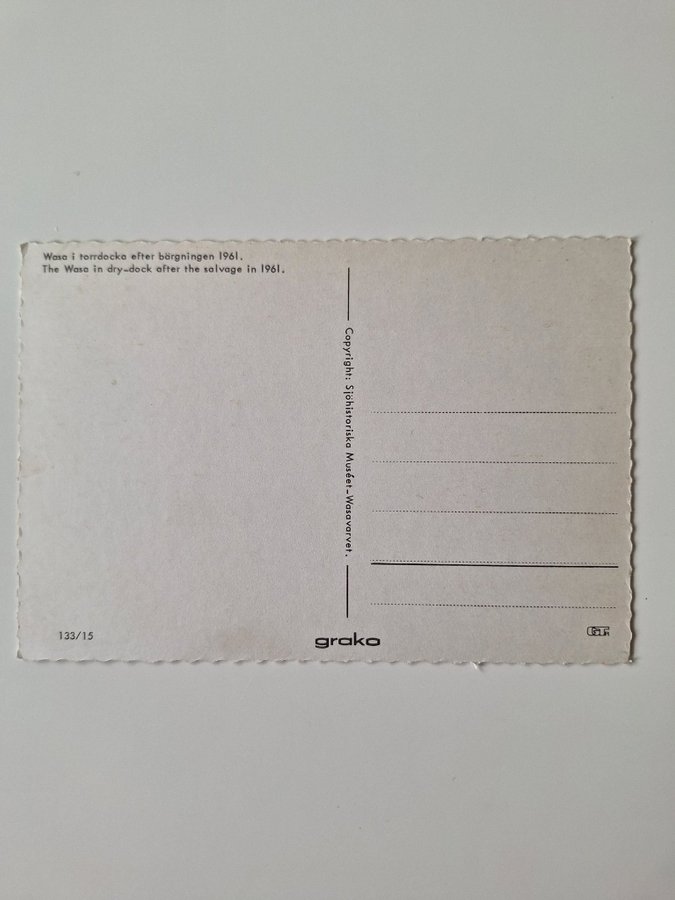 Wasa i torrdocka efter bärgningen 1961.
The Wasa in dry-dock after the salvage in 1961.
Copyright: Sjöhistoriska Muséet-Wasavarvet.
133/15
grako